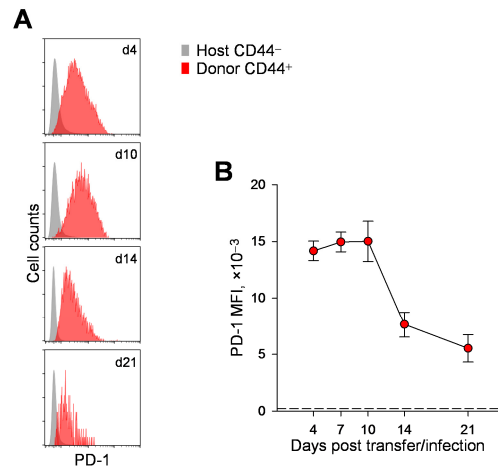 A
Host CD44⁻
Donor CD44⁺
d4
d10
d14
d21
Cell counts
PD-1
B
PD-1 MFI, ×10⁻³
20
15
10
5
0
4 7 10 14 21
Days post transfer/infection